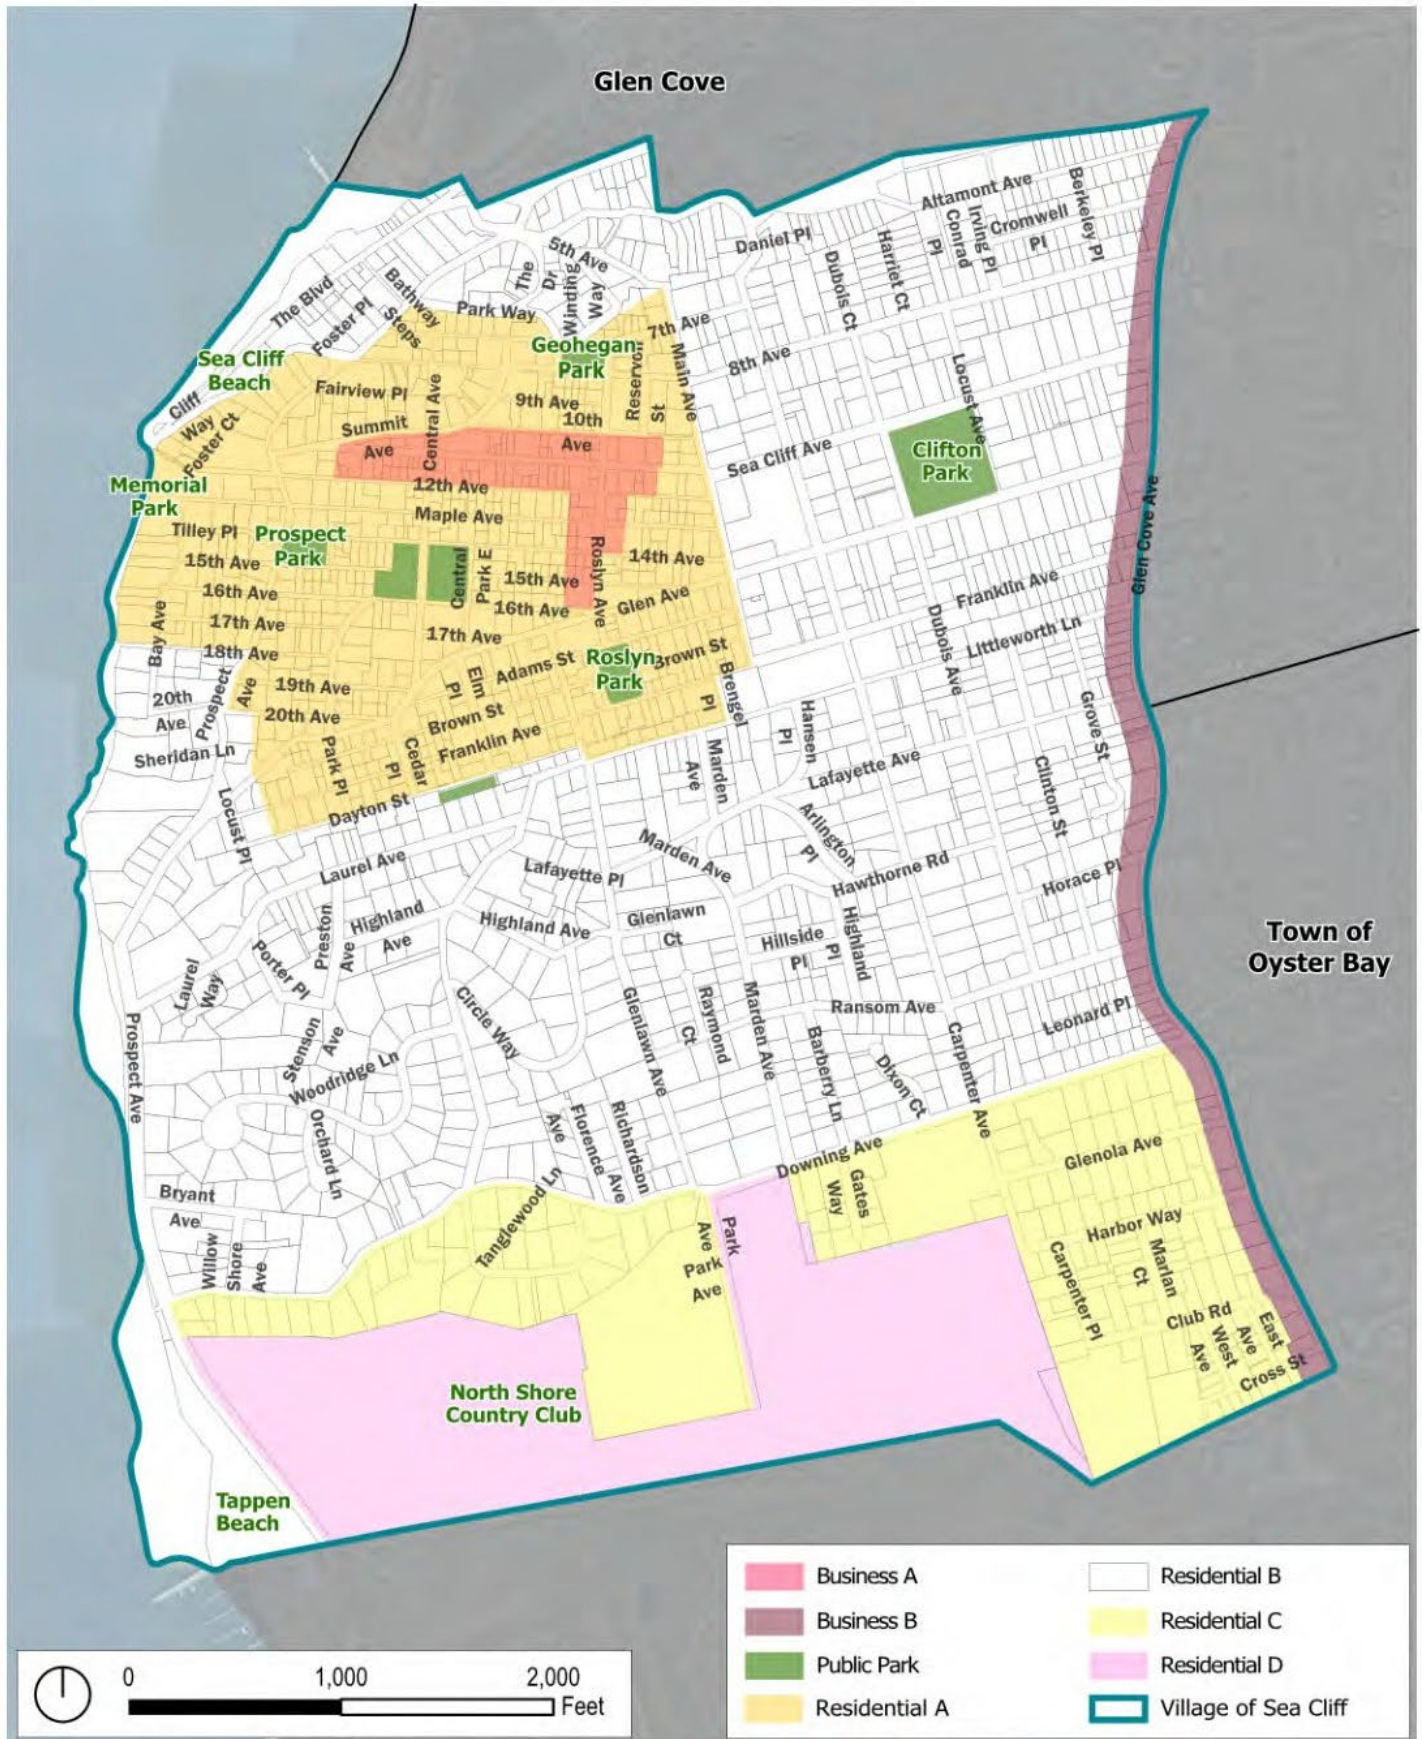 Glen Cove
Altamont Ave
Berkeley Pl
Irving Pl
Conrad
Pl
Cromwell
Pl
Daniel Pl
Harriet Ct
Dubois Ct
5th Ave
The
Dr
Winding
Way
Bathway
Steps
The Blvd
Foster Pl
Park Way
7th Ave
Geohegan
Park
Sea Cliff
Beach
8th Ave
Main Ave
Reservoir
St
Locust Ave
Fairview Pl
Central Ave
9th Ave
10th
Ave
Cliff
Way
Foster Ct
Summit
Ave
Sea Cliff Ave
Clifton
Park
Memorial
Park
12th Ave
Maple Ave
Glen Cove Ave
Tilley Pl
Prospect
Park
15th Ave
Central
Park E
15th Ave
Roslyn Ave
14th Ave
16th Ave
16th Ave
Glen Ave
Franklin Ave
Bay Ave
17th Ave
17th Ave
Dubois Ave
Littleworth Ln
18th Ave
Adams St
Roslyn
Park
Brown St
Elm
Pl
Brengel
Pl
20th
Ave
Prospect
Ave
19th Ave
20th Ave
Brown St
Franklin Ave
Hansen
Pl
Grove St
Sheridan Ln
Park Pl
Cedar
Pl
Marden
Ave
Lafayette Ave
Clinton St
Locust Pl
Dayton St
Arlington
Pl
Laurel Ave
Lafayette Pl
Marden Ave
Hawthorne Rd
Horace Pl
Highland
Ave
Preston
Ave
Highland Ave
Glenlawn
Ct
Hillside
Pl
Highland
Pl
Town of
Oyster Bay
Laurel
Way
Porter Pl
Circle Way
Glenlawn Ave
Raymond
Ct
Marden Ave
Ransom Ave
Leonard Pl
Prospect Ave
Stenson
Ave
Woodridge Ln
Barberry Ln
Dixon Ct
Carpenter Ave
Orchard Ln
Florence
Ave
Richardson
Ave
Downing Ave
Glenola Ave
Bryant
Ave
Tanglewood Ln
Gates
Way
Willow
Shore
Ave
Park
Ave
Park
Ave
Harbor Way
Marlan
Ct
Carpenter Pl
Club Rd
East
Ave
West
Ave
Cross St
North Shore
Country Club
Tappen
Beach
Business A
Business B
Public Park
Residential A
Residential B
Residential C
Residential D
Village of Sea Cliff
0 1,000 2,000
Feet